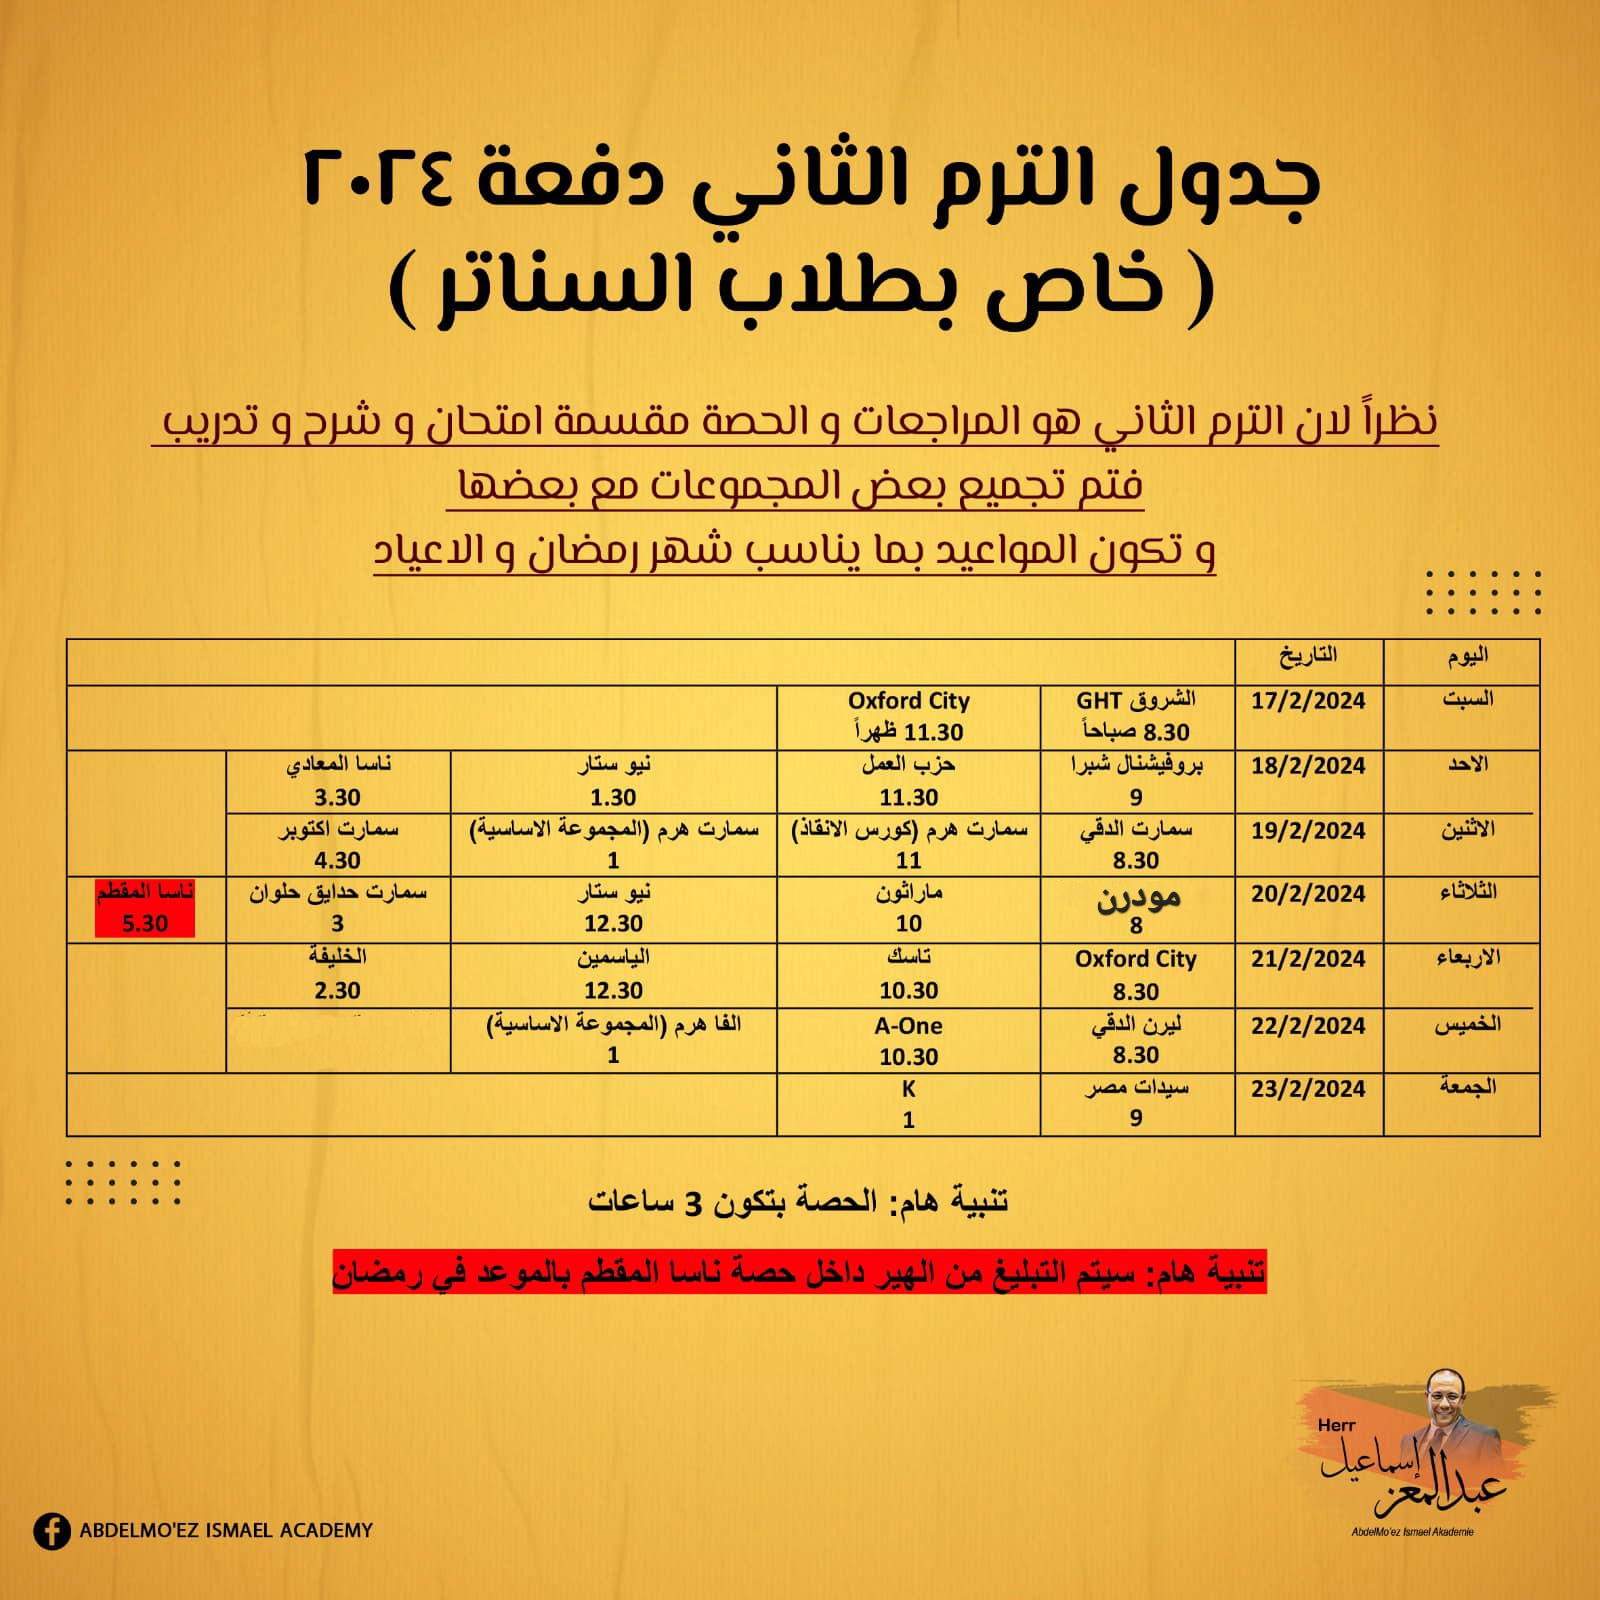 جدول الترم الثاني دفعة ٢٠٢٤
( خاص بطلاب السناتر )
نظراً لان الترم الثاني هو المراجعات و الحصة مقسمة امتحان و شرح و تدريب
فتم تجميع بعض المجموعات مع بعضها
و تكون المواعيد بما يناسب شهر رمضان و الاعياد
اليوم التاريخ
السبت 17/2/2024 الشروق GHT Oxford City
8.30 صباحاً 11.30 ظهراً
الاحد 18/2/2024 بروفيشنال شبرا حزب العمل نيو ستار ناسا المعادي
9 11.30 1.30 3.30
الاثنين 19/2/2024 سمارت الدقي سمارت هرم (كورس الانقاذ) سمارت هرم (المجموعة الاساسية) سمارت اكتوبر
8.30 11 1 4.30
الثلاثاء 20/2/2024 مودرن ماراثون نيو ستار سمارت حدايق حلوان ناسا المقطم
8 10 12.30 3 5.30
الاربعاء 21/2/2024 Oxford City تاسك الياسمين الخليفة
8.30 10.30 12.30 2.30
الخميس 22/2/2024 ليرن الدقي A-One الفا هرم (المجموعة الاساسية)
8.30 10.30 1
الجمعة 23/2/2024 سيدات مصر K
9 1
تنبية هام: الحصة بتكون 3 ساعات
تنبية هام: سيتم التبليغ من الهير داخل حصة ناسا المقطم بالموعد في رمضان
Herr
عبدالمعز إسماعيل
AbdelMo'ez Ismael Akademie
ABDELMO'EZ ISMAEL ACADEMY